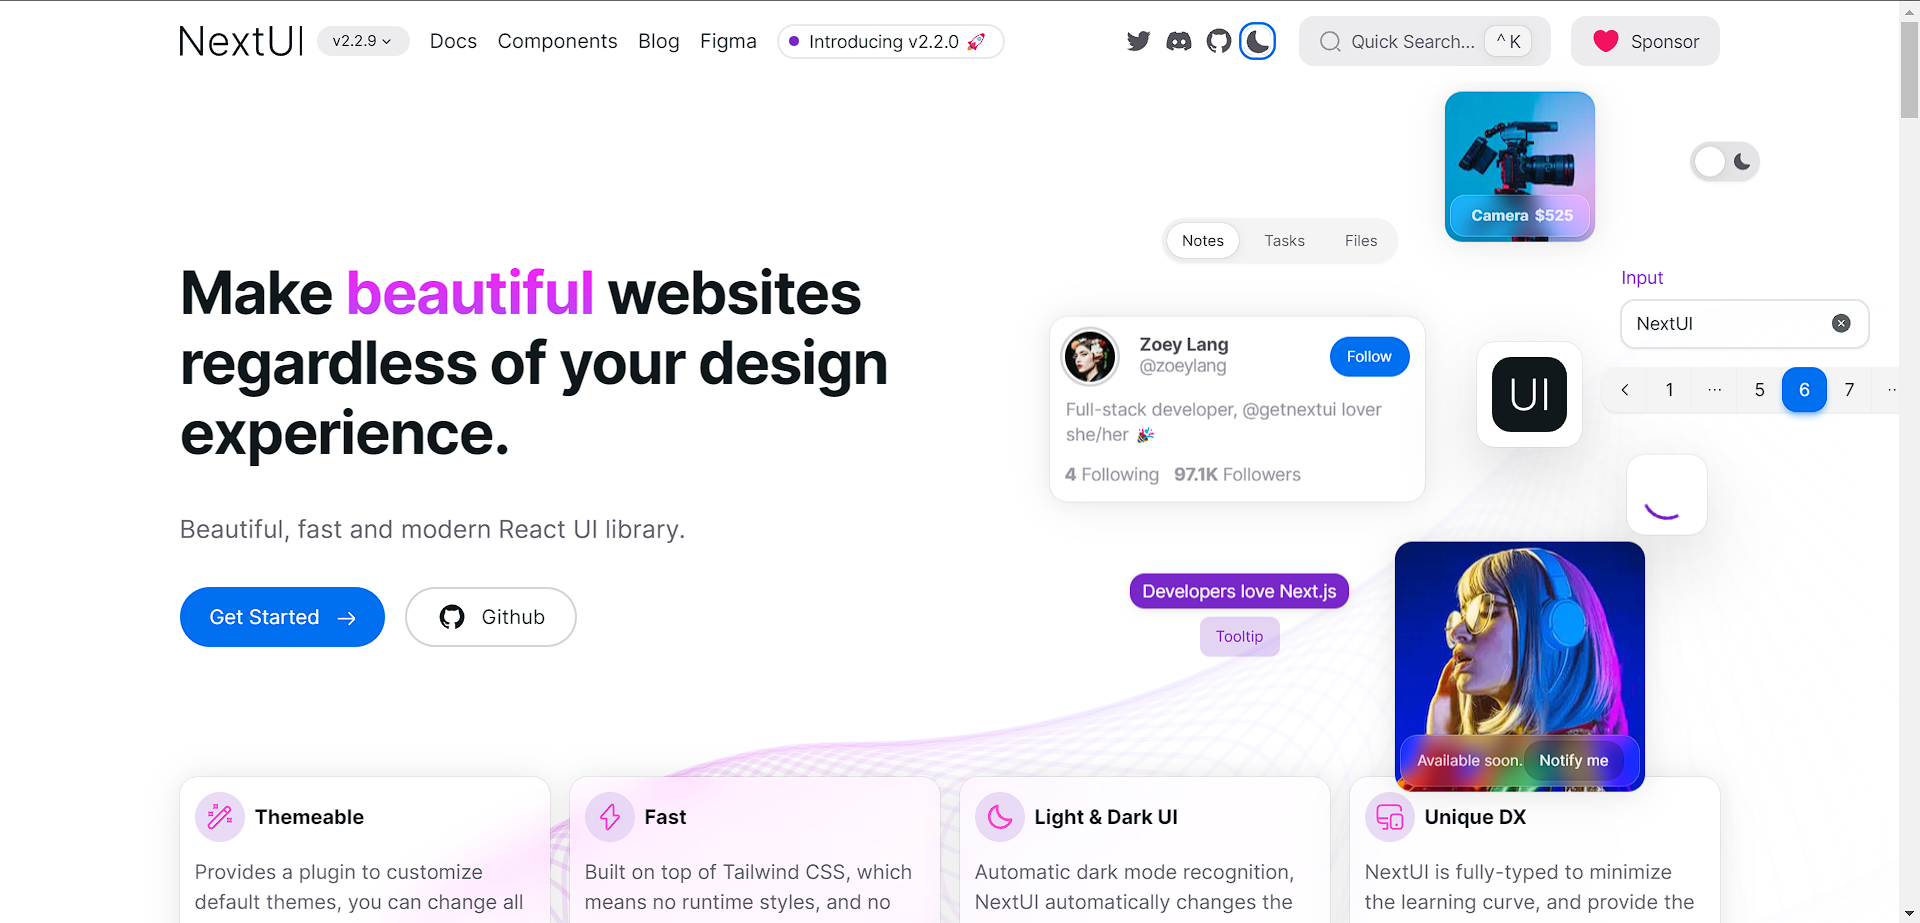 NextUI v2.2.9 Docs Components Blog Figma Introducing v2.2.0 🚀 Quick Search... ^ K Sponsor
Camera $525
Notes Tasks Files
Input
NextUI
1 ... 5 6 7 ..
Make beautiful websites
regardless of your design
experience.
Beautiful, fast and modern React UI library.
Get Started → Github
Zoey Lang
@zoeylang
Follow
Full-stack developer, @getnextui lover
she/her 🎉
4 Following 97.1K Followers
UI
Developers love Next.js
Tooltip
Available soon. Notify me
Themeable
Provides a plugin to customize
default themes, you can change all
Fast
Built on top of Tailwind CSS, which
means no runtime styles, and no
Light & Dark UI
Automatic dark mode recognition,
NextUI automatically changes the
Unique DX
NextUI is fully-typed to minimize
the learning curve, and provide the